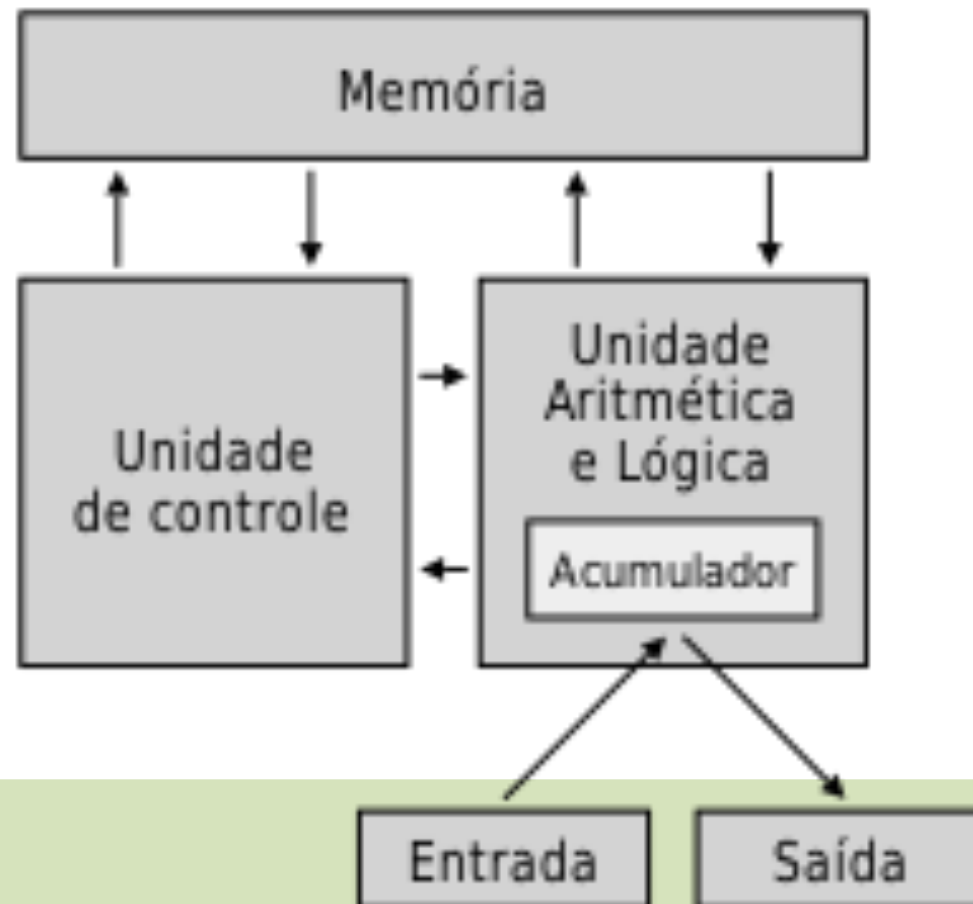 Memória
Unidade
de controle
Unidade
Aritmética
e Lógica
Acumulador
Entrada
Saída